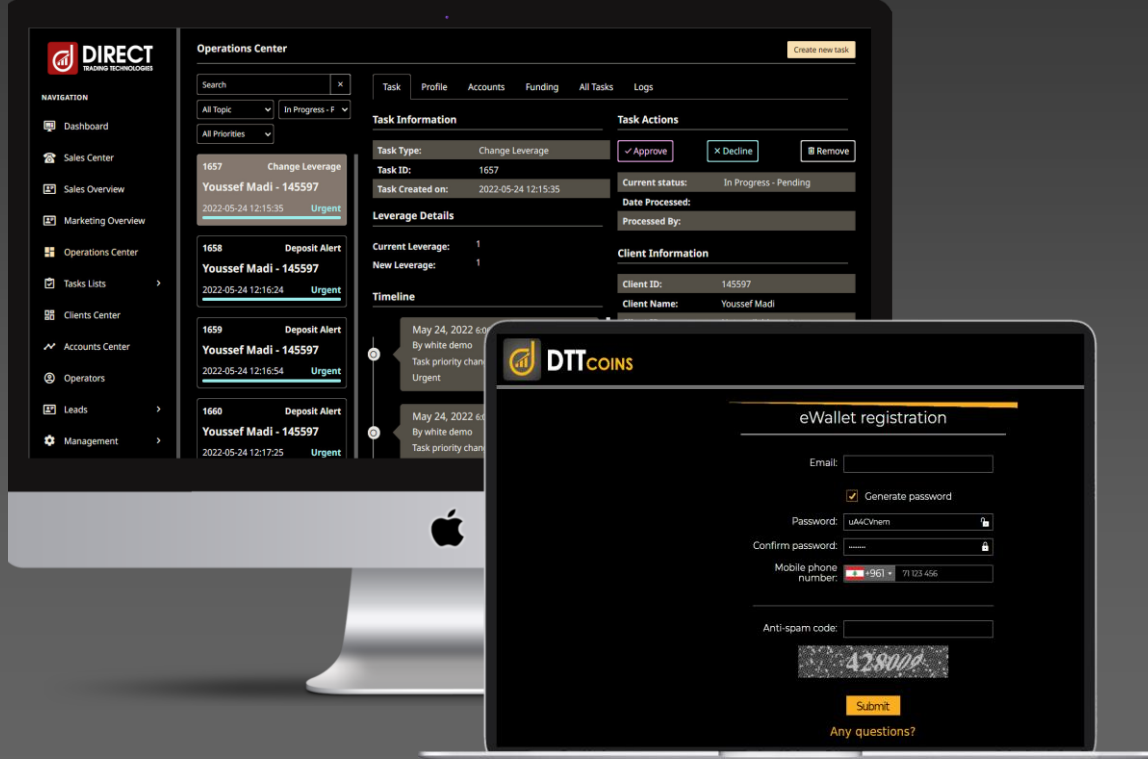 DIRECT
TRADING TECHNOLOGIES
NAVIGATION
Dashboard
Sales Center
Sales Overview
Marketing Overview
Operations Center
Tasks Lists
Clients Center
Accounts Center
Operators
Leads
Management
Operations Center
Create new task
Search
All Topic
In Progress - F
All Priorities
1657 Change Leverage
Youssef Madi - 145597
2022-05-24 12:15:35 Urgent
1658 Deposit Alert
Youssef Madi - 145597
2022-05-24 12:16:24 Urgent
1659 Deposit Alert
Youssef Madi - 145597
2022-05-24 12:16:54 Urgent
1660 Deposit Alert
Youssef Madi - 145597
2022-05-24 12:17:25 Urgent
Task Profile Accounts Funding All Tasks Logs
Task Information
Task Type: Change Leverage
Task ID: 1657
Task Created on: 2022-05-24 12:15:35
Leverage Details
Current Leverage: 1
New Leverage: 1
Timeline
May 24, 2022
By white demo
Task priority chan
Urgent
May 24, 2022
By white demo
Task priority chan
Task Actions
Approve
Decline
Remove
Current status: In Progress - Pending
Date Processed:
Processed By:
Client Information
Client ID: 145597
Client Name: Youssef Madi
DTTCOINS
eWallet registration
Email:
Generate password
Password: uA4CVnem
Confirm password:
Mobile phone
number: +961 71 123 456
Anti-spam code:
428009
Submit
Any questions?